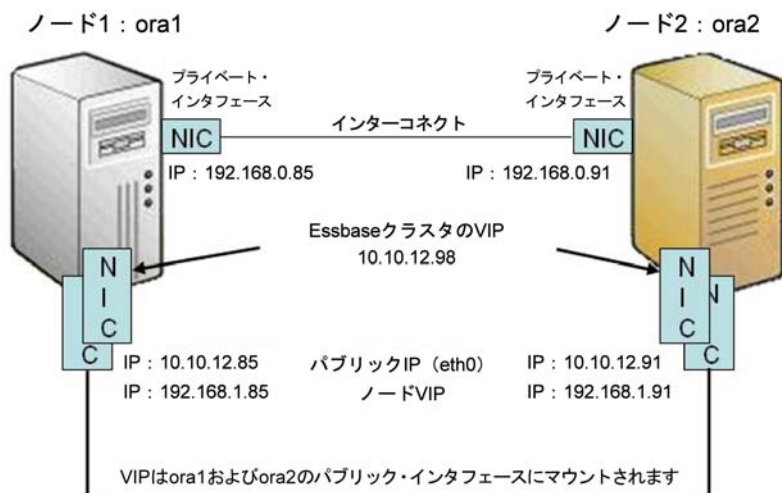 ノード1：ora1
ノード2：ora2
プライベート・
インタフェース
プライベート・
インタフェース
NIC
インターコネクト
NIC
IP：192.168.0.85
IP：192.168.0.91
EssbaseクラスタのVIP
10.10.12.98
N
I
C
C
N
I
C
N
C
IP：10.10.12.85
パブリックIP（eth0）
IP：10.10.12.91
IP：192.168.1.85
ノードVIP
IP：192.168.1.91
VIPはora1およびora2のパブリック・インタフェースにマウントされます